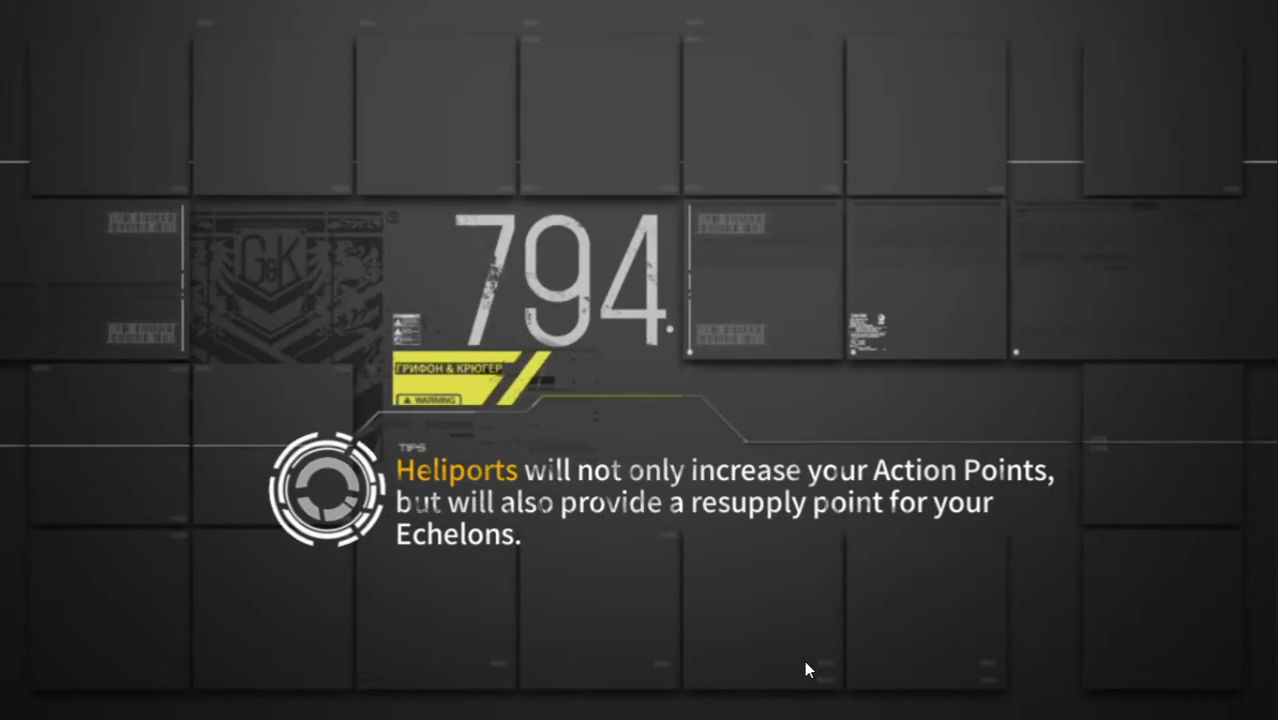 G&K
794.
ГРИФОН & КРЮГЕР
WARNING
TIPS
Heliports will not only increase your Action Points,
but will also provide a resupply point for your
Echelons.